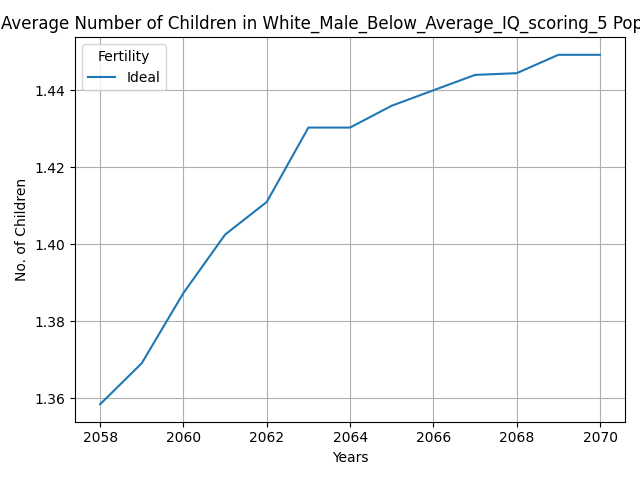 Average Number of Children in White_Male_Below_Average_IQ_scoring_5 Pop
Fertility
Ideal
No. of Children
1.44
1.42
1.40
1.38
1.36
2058 2060 2062 2064 2066 2068 2070
Years